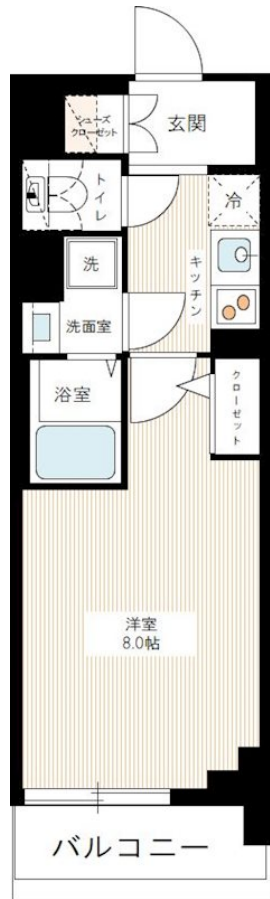 シューズ
クローゼット
玄関
トイレ
冷
洗
キッチン
洗面室
浴室
クローゼット
洋室
8.0帖
バルコニー